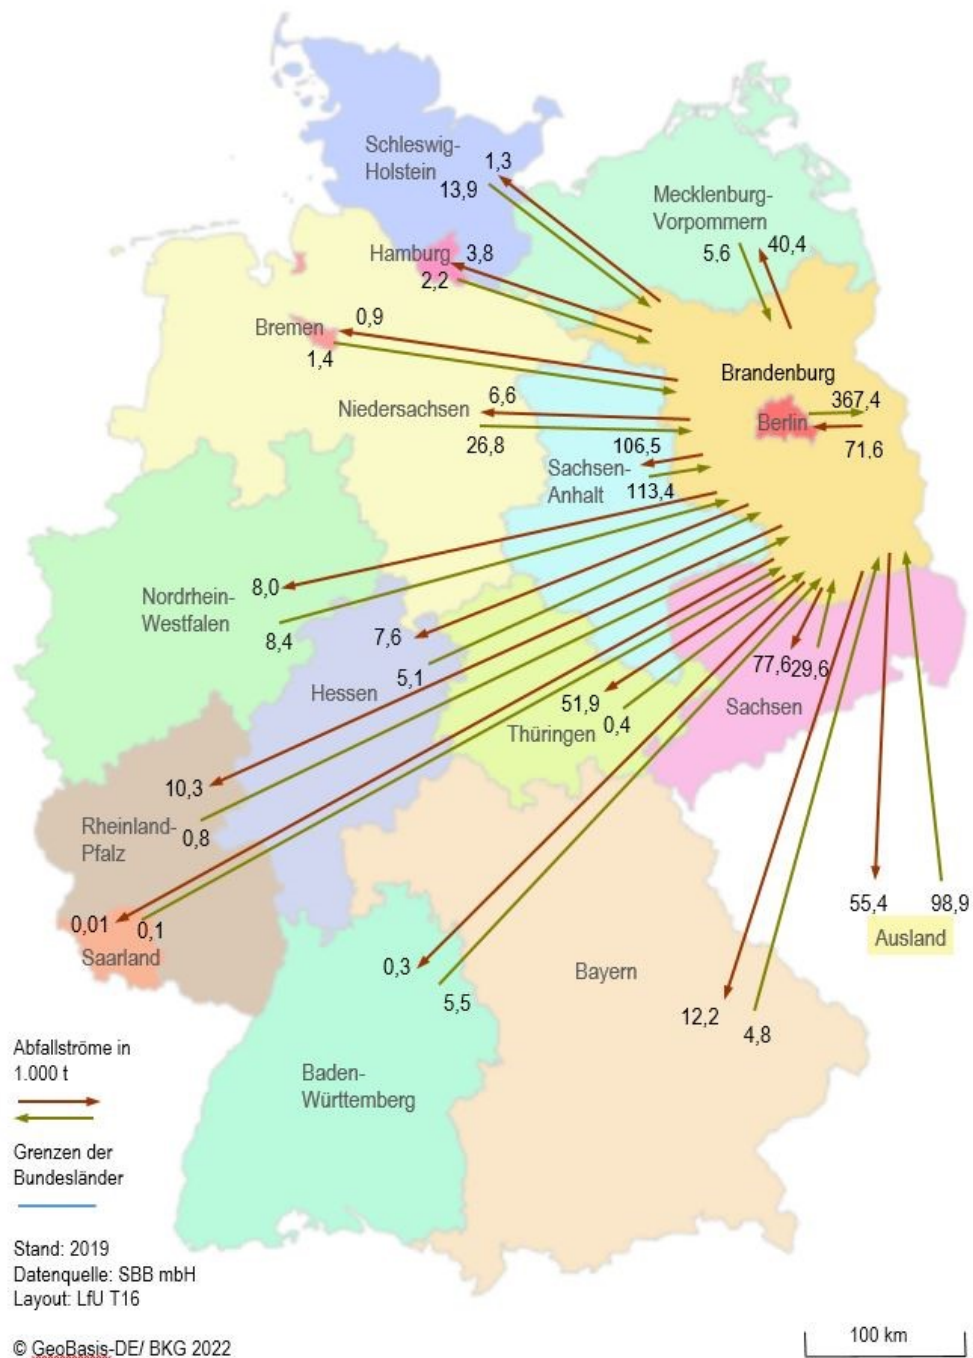 Schleswig-
Holstein
1,3
13,9
Mecklenburg-
Vorpommern
5,6
40,4
Hamburg
3,8
2,2
Bremen
0,9
1,4
Brandenburg
367,4
Berlin
71,6
Niedersachsen
6,6
26,8
106,5
Sachsen-
Anhalt
113,4
Nordrhein-
Westfalen
8,0
8,4
7,6
5,1
Hessen
77,6
29,6
Sachsen
51,9
0,4
Thüringen
10,3
Rheinland-
Pfalz
0,8
0,01
0,1
Saarland
55,4
98,9
Ausland
0,3
5,5
Bayern
12,2
4,8
Baden-
Württemberg
Abfallströme in
1.000 t
Grenzen der
Bundesländer
Stand: 2019
Datenquelle: SBB mbH
Layout: LfU T16
© GeoBasis-DE/ BKG 2022
100 km